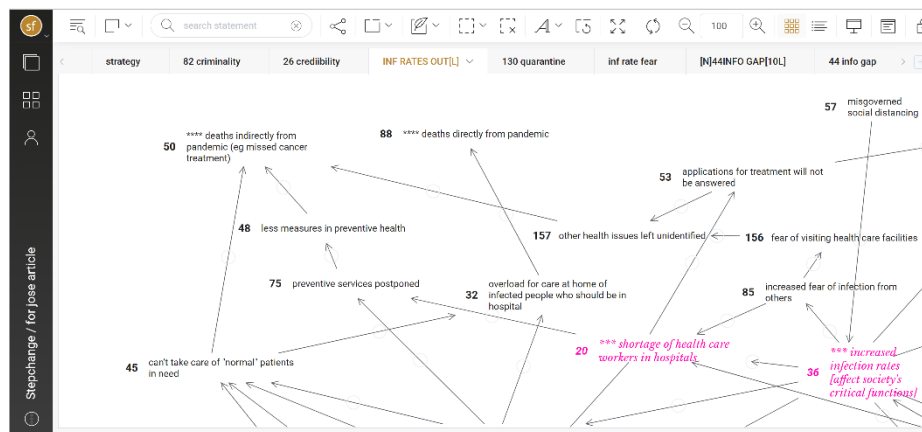 sf
search statement
100
strategy
82 criminality
26 crediibility
INF RATES OUT[L]
130 quarantine
inf rate fear
[N]44INFO GAP[10L]
44 info gap
57 misgoverned
social distancing
50 **** deaths indirectly from
pandemic (eg missed cancer
treatment)
88 **** deaths directly from pandemic
53 applications for treatment will not
be answered
48 less measures in preventive health
157 other health issues left unidentified
156 fear of visiting health care facilities
75 preventive services postponed
32 overload for care at home of
infected people who should be in
hospital
85 increased fear of infection from
others
20 *** shortage of health care
workers in hospitals
36 *** increased
infection rates
[affect society's
critical functions]
45 can't take care of "normal" patients
in need
Stepchange / for jose article